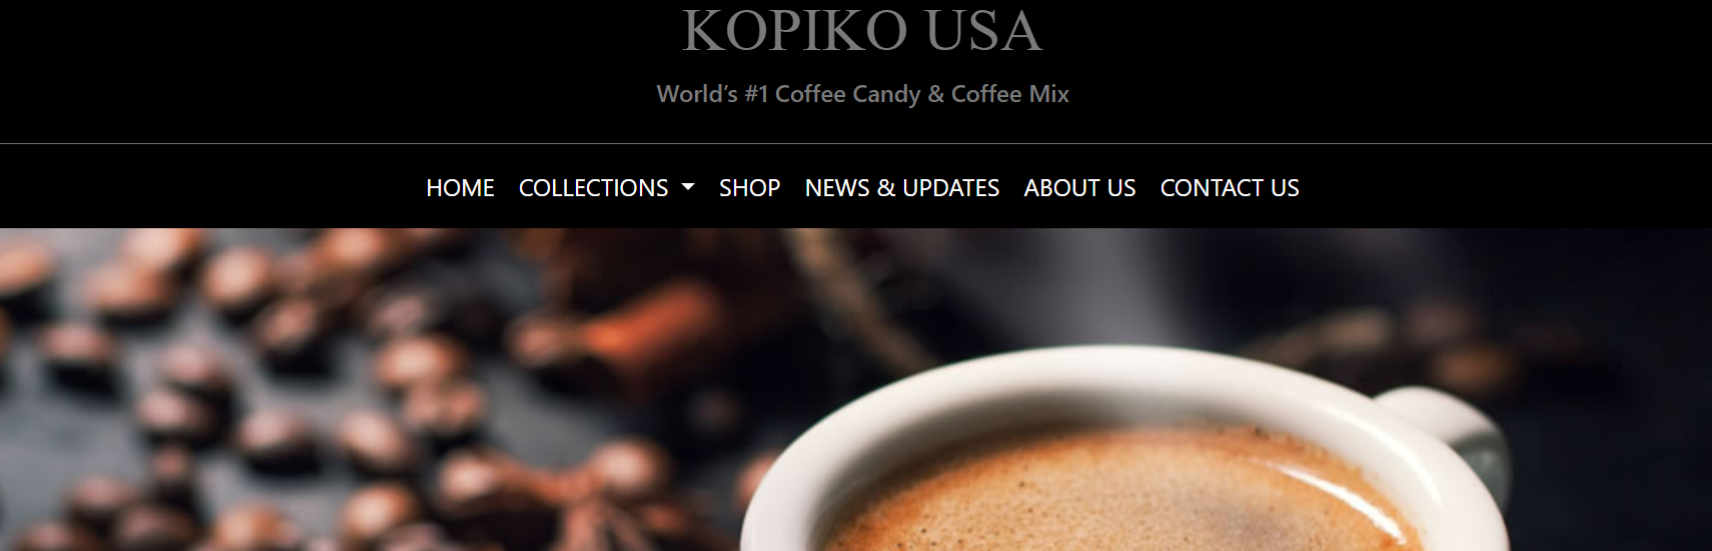 KOPIKO USA
World’s #1 Coffee Candy & Coffee Mix
HOME COLLECTIONS SHOP NEWS & UPDATES ABOUT US CONTACT US